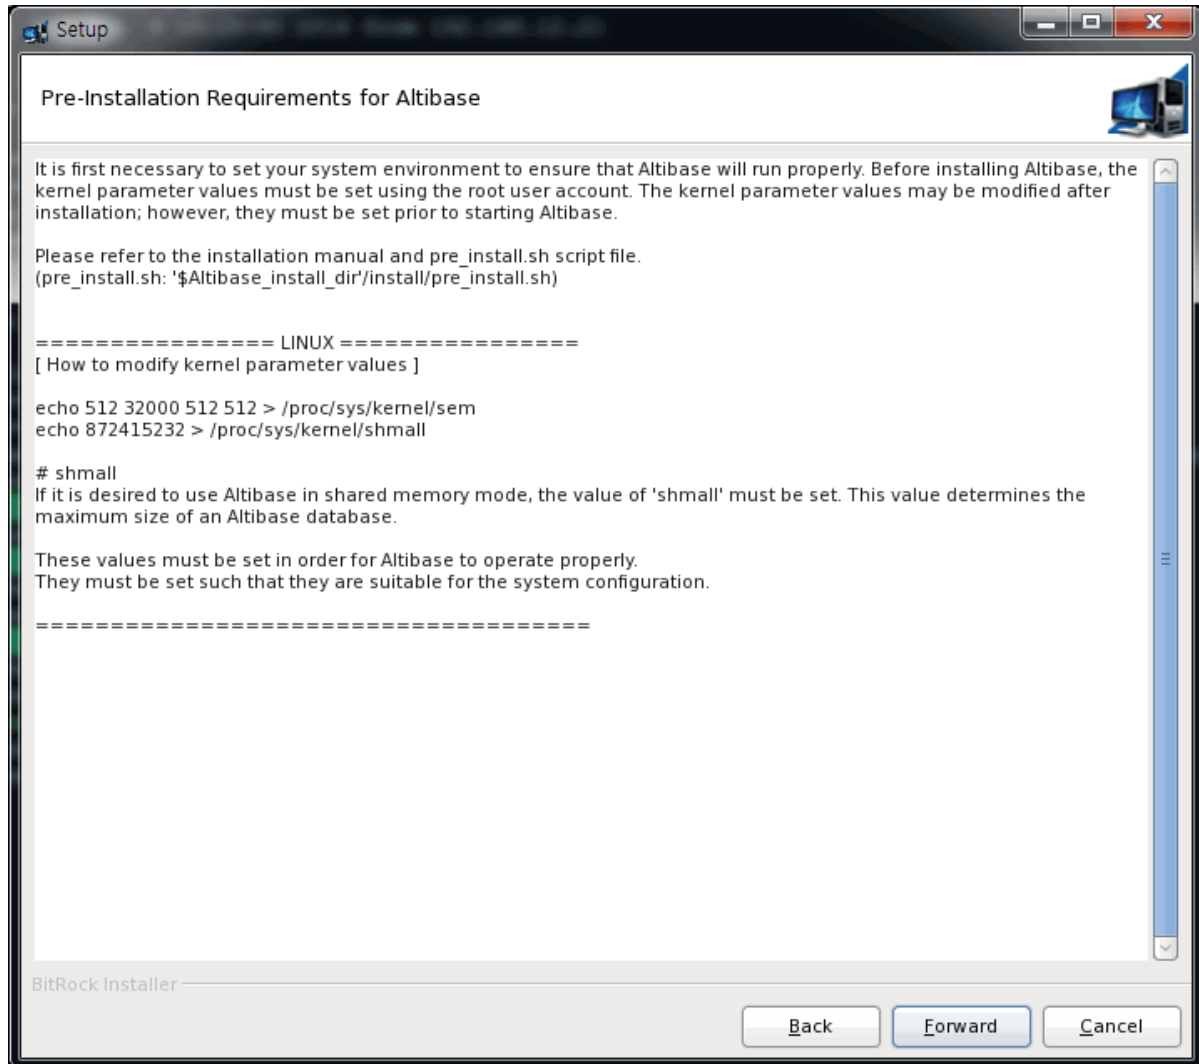 Setup
Pre-Installation Requirements for Altibase
It is first necessary to set your system environment to ensure that Altibase will run properly. Before installing Altibase, the
kernel parameter values must be set using the root user account. The kernel parameter values may be modified after
installation; however, they must be set prior to starting Altibase.
Please refer to the installation manual and pre_install.sh script file.
(pre_install.sh: '$Altibase_install_dir'/install/pre_install.sh)
================ LINUX ================
[ How to modify kernel parameter values ]
echo 512 32000 512 512 > /proc/sys/kernel/sem
echo 872415232 > /proc/sys/kernel/shmall
# shmall
If it is desired to use Altibase in shared memory mode, the value of 'shmall' must be set. This value determines the
maximum size of an Altibase database.
These values must be set in order for Altibase to operate properly.
They must be set such that they are suitable for the system configuration.
=====================================
BitRock Installer
Back
Forward
Cancel